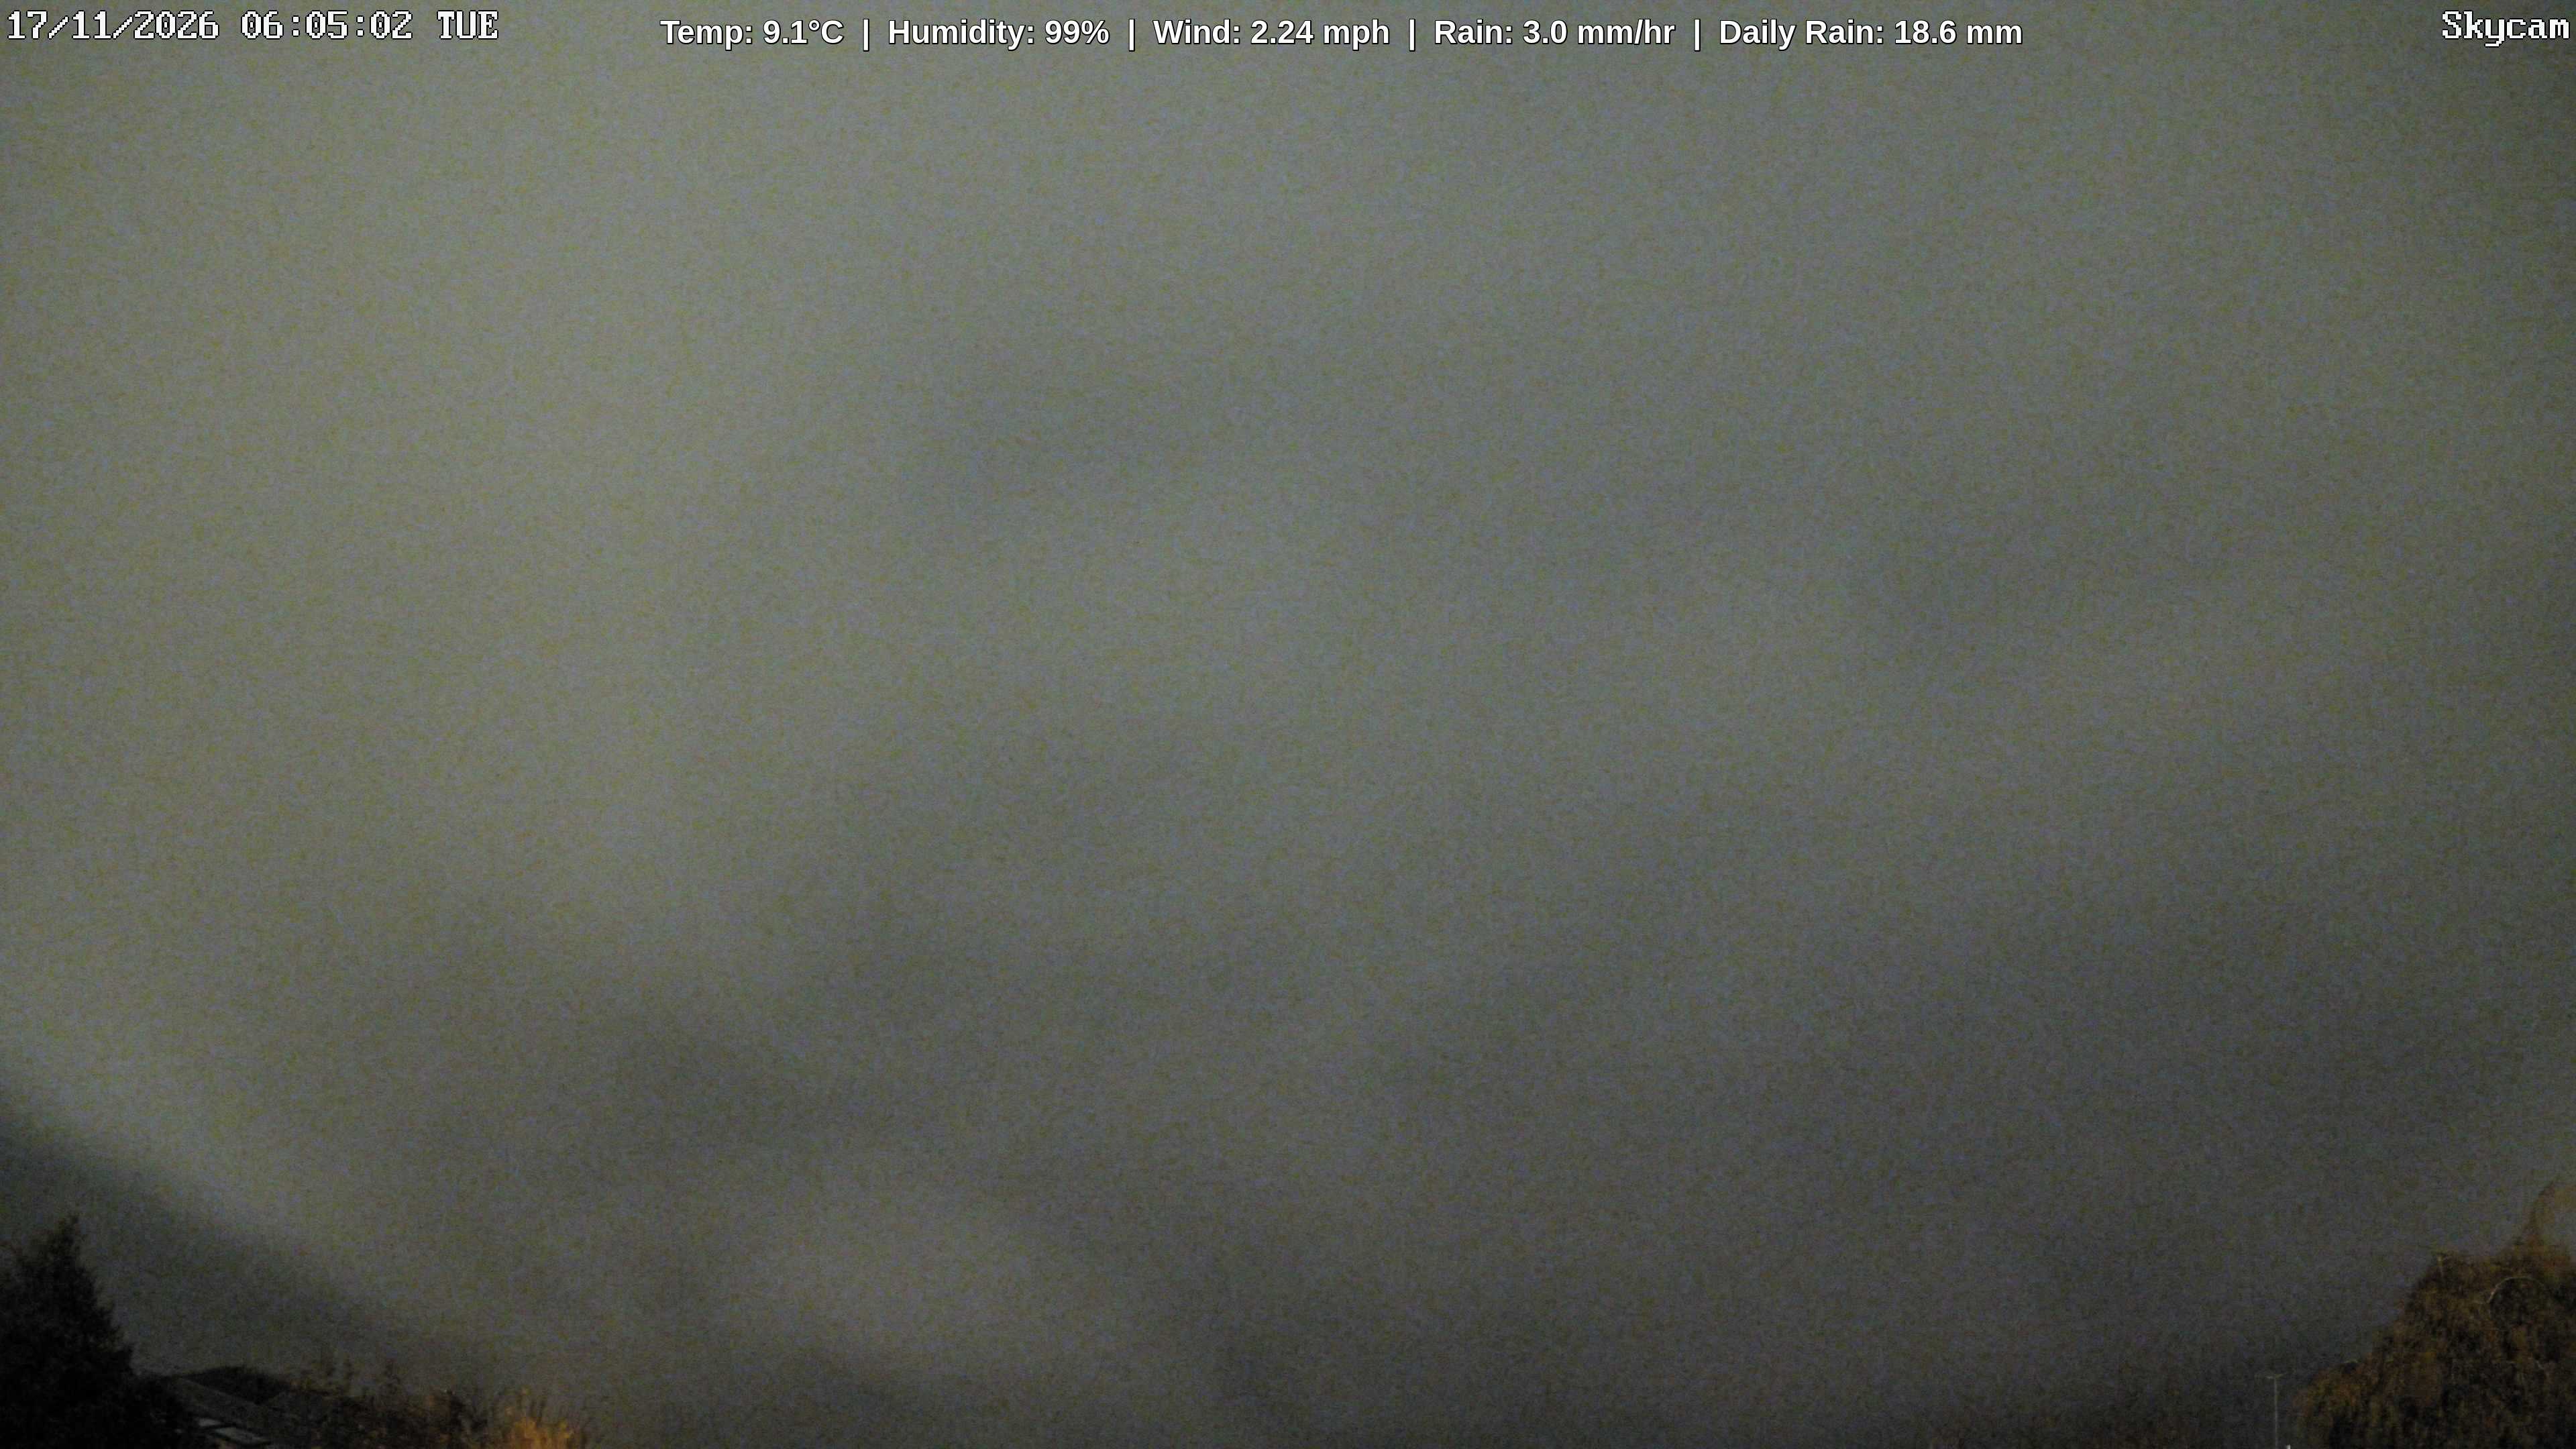 17/11/2026 06:05:02 TUE
Temp: 9.1°C | Humidity: 99% | Wind: 2.24 mph | Rain: 3.0 mm/hr | Daily Rain: 18.6 mm
Skycam